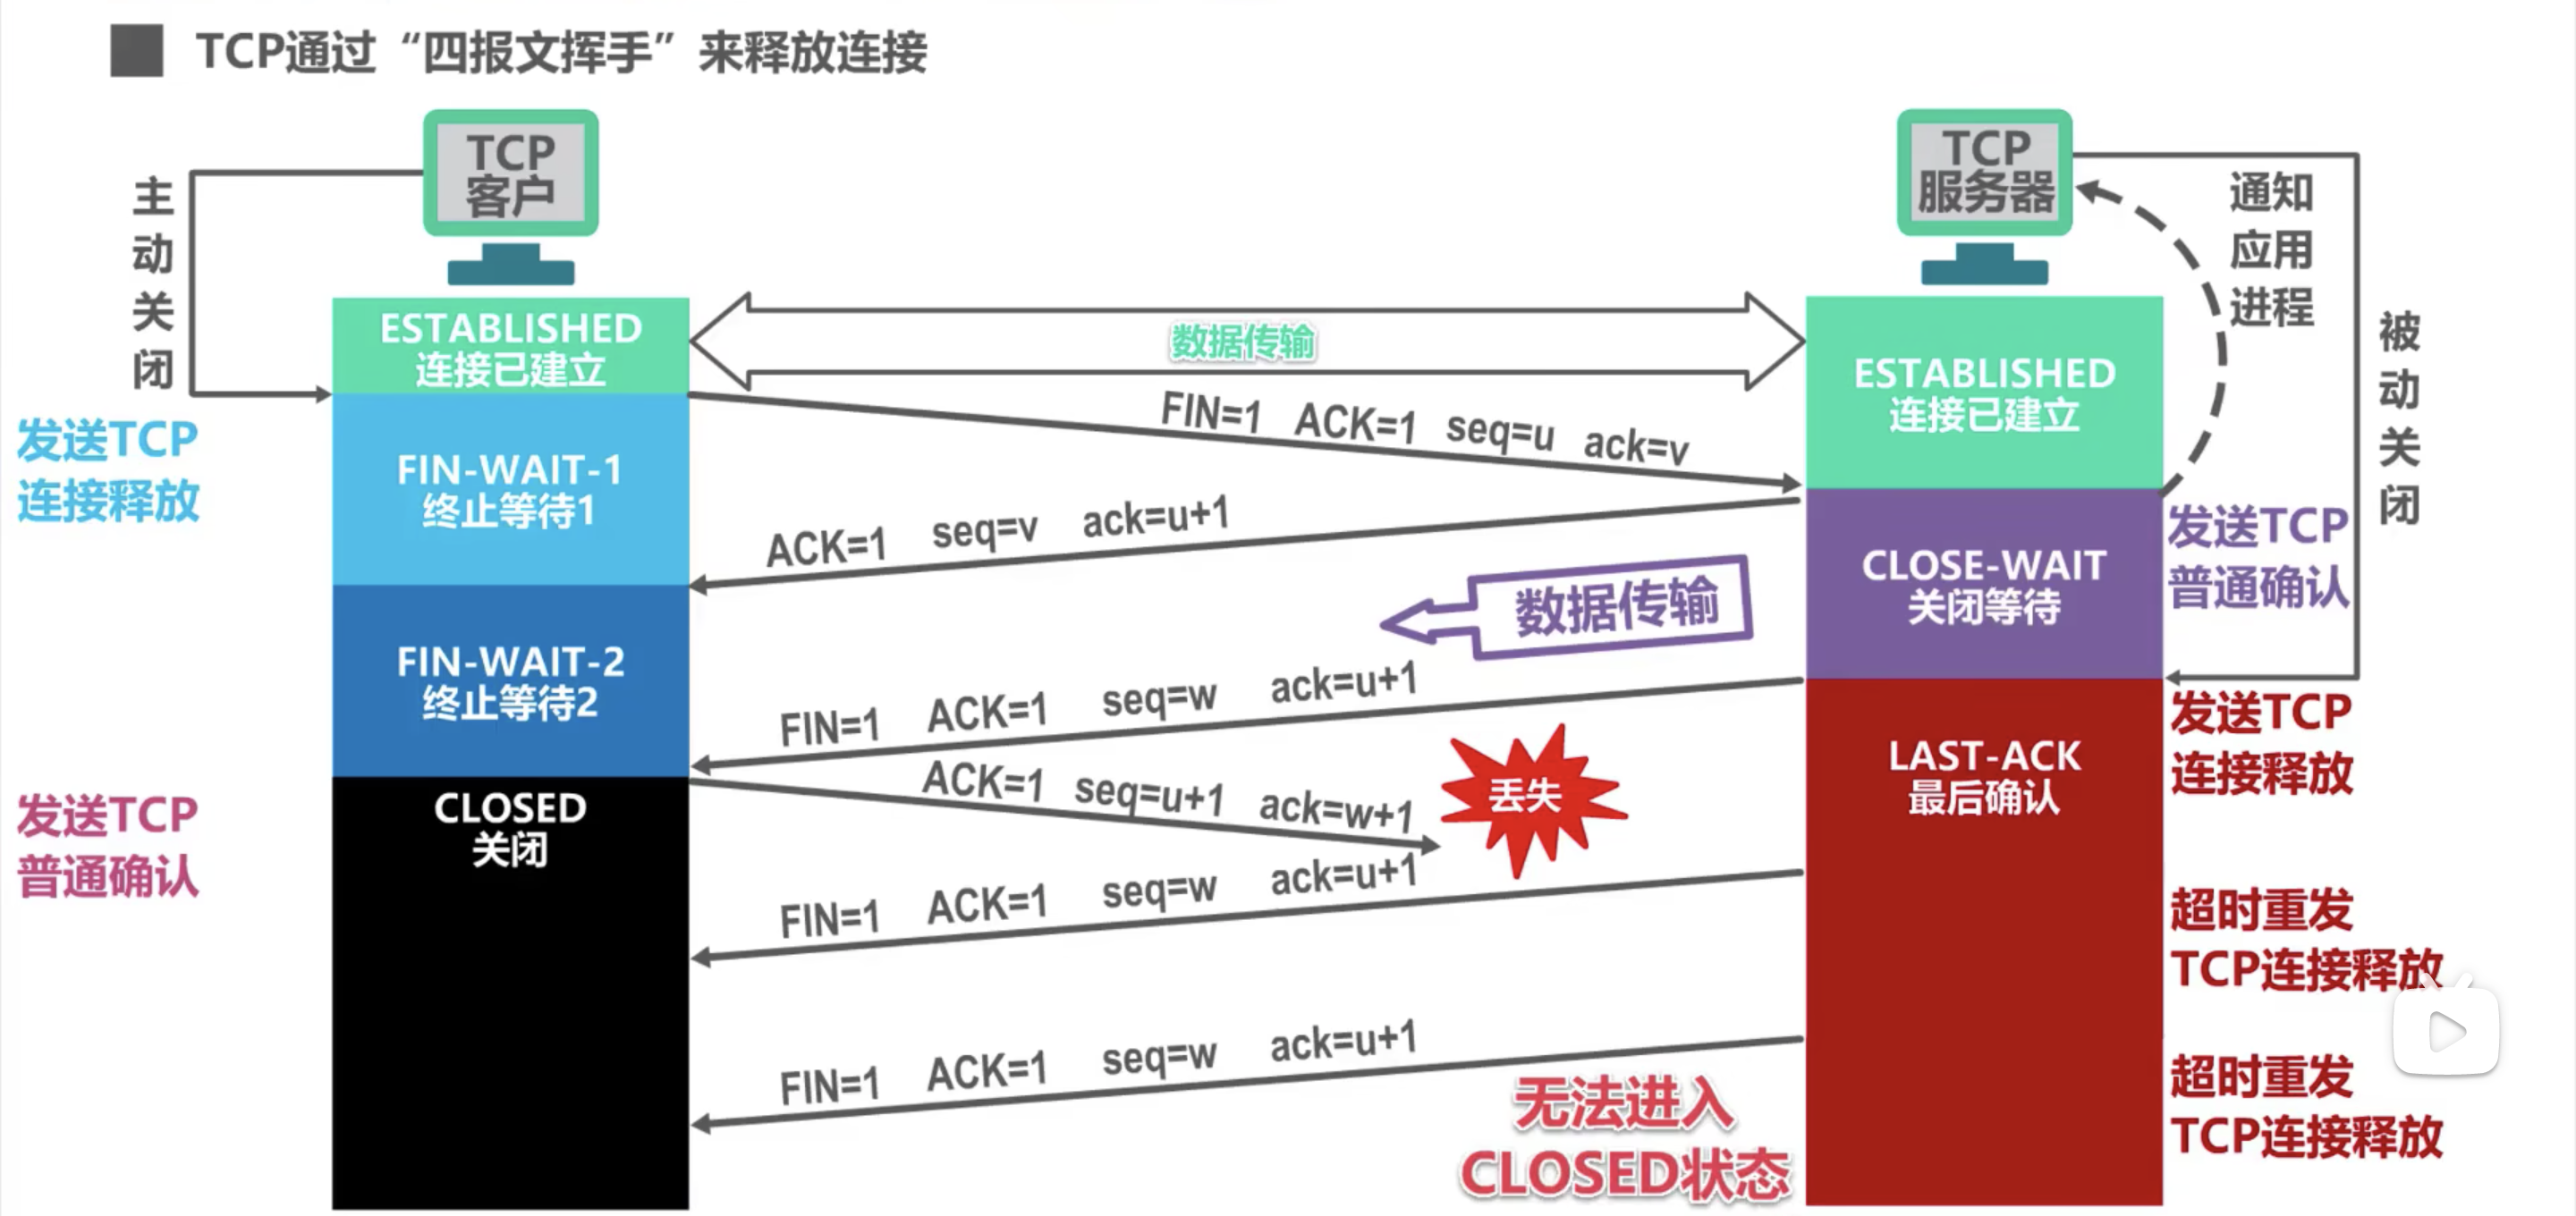 TCP通过“四报文挥手”来释放连接
TCP
客户
TCP
服务器
主动关闭
通知应用进程
被动关闭
ESTABLISHED
连接已建立
数据传输
ESTABLISHED
连接已建立
FIN=1 ACK=1 seq=u ack=v
发送TCP
连接释放
FIN-WAIT-1
终止等待1
ACK=1 seq=v ack=u+1
CLOSE-WAIT
关闭等待
发送TCP
普通确认
数据传输
FIN-WAIT-2
终止等待2
FIN=1 ACK=1 seq=w ack=u+1
LAST-ACK
最后确认
发送TCP
连接释放
CLOSED
关闭
发送TCP
普通确认
ACK=1 seq=u+1 ack=w+1
丢失
FIN=1 ACK=1 seq=w ack=u+1
超时重发
TCP连接释放
FIN=1 ACK=1 seq=w ack=u+1
超时重发
TCP连接释放
无法进入
CLOSED状态